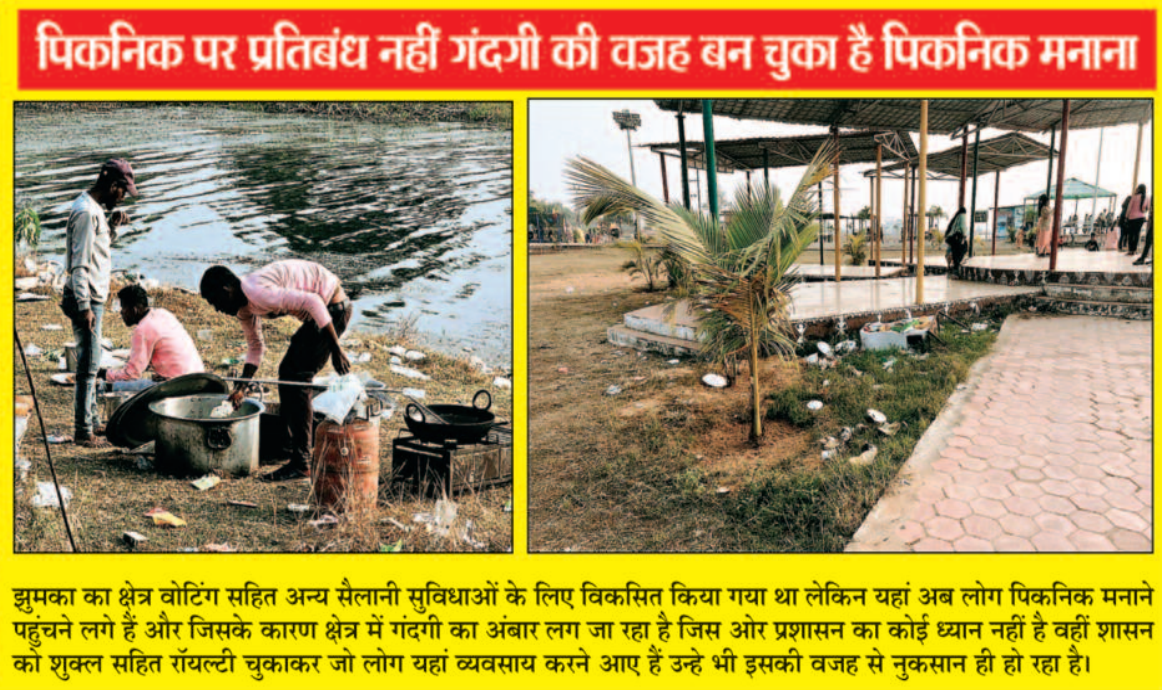 पिकनिक पर प्रतिबंध नहीं गंदगी की वजह बन चुका है पिकनिक मनाना
झुमका का क्षेत्र वोटिंग सहित अन्य सैलानी सुविधाओं के लिए विकसित किया गया था लेकिन यहां अब लोग पिकनिक मनाने
पहुंचने लगे हैं और जिसके कारण क्षेत्र में गंदगी का अंबार लग जा रहा है जिस ओर प्रशासन का कोई ध्यान नहीं है वहीं शासन
को शुक्ल सहित रॉयल्टी चुकाकर जो लोग यहां व्यवसाय करने आए हैं उन्हे भी इसकी वजह से नुकसान ही हो रहा है।